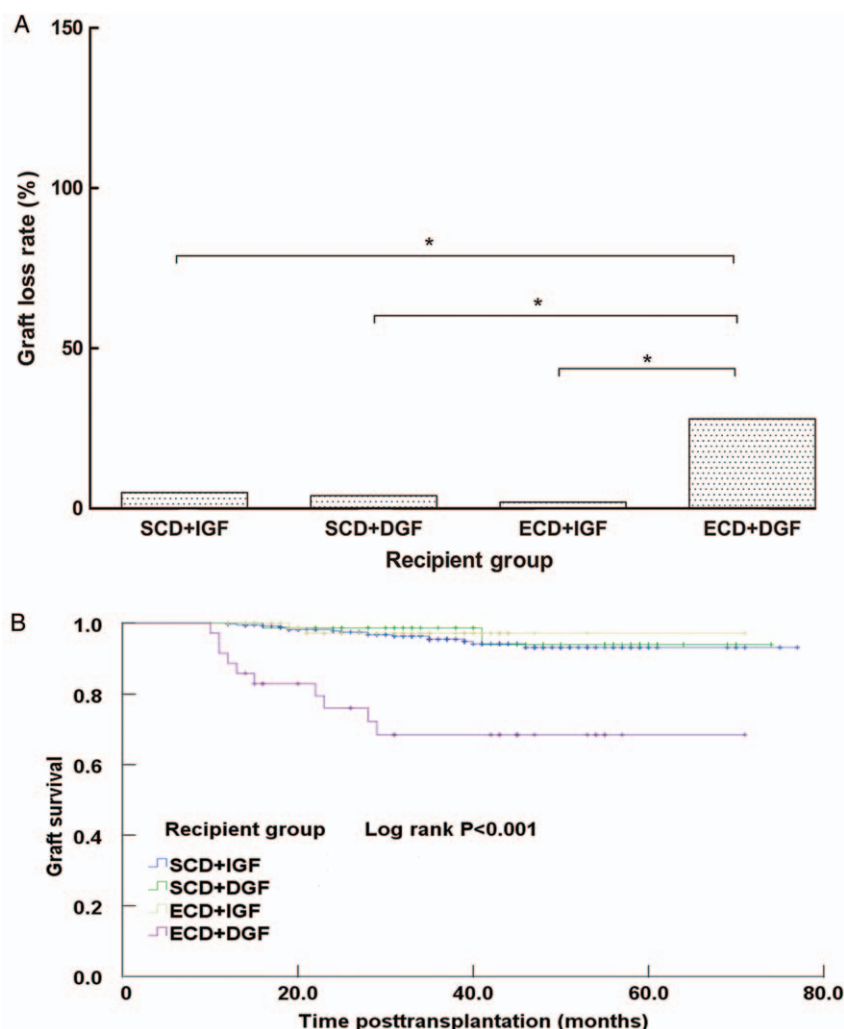 A
150
100
50
0
Graft loss rate (%)
*
*
*
SCD+IGF SCD+DGF ECD+IGF ECD+DGF
Recipient group
B
1.0
0.8
0.6
0.4
0.2
0.0
Graft survival
Recipient group Log rank P<0.001
SCD+IGF
SCD+DGF
ECD+IGF
ECD+DGF
0 20.0 40.0 60.0 80.0
Time posttransplantation (months)